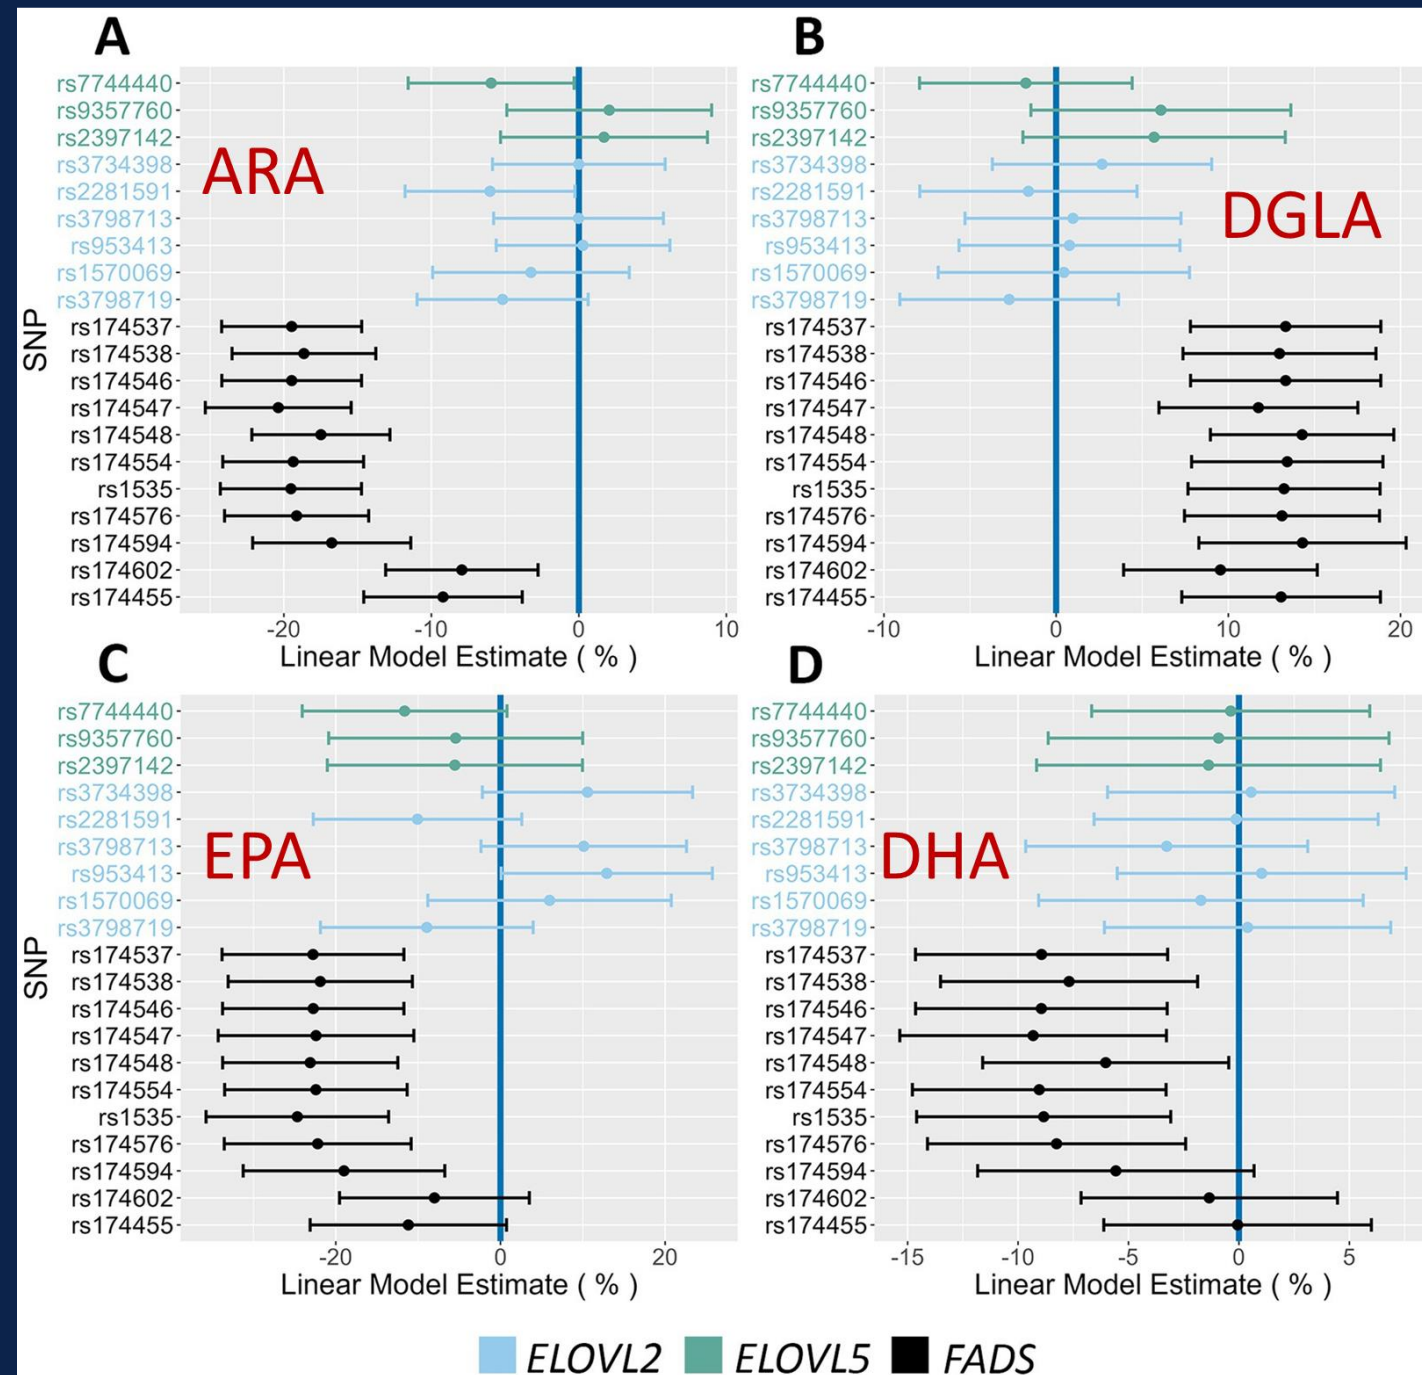 A
B
rs7744440
rs9357760
rs2397142
rs3734398
rs2281591
rs3798713
rs953413
rs1570069
rs3798719
rs174537
rs174538
rs174546
rs174547
rs174548
rs174554
rs1535
rs174576
rs174594
rs174602
rs174455
SNP
ARA
-20 -10 0 10
Linear Model Estimate ( % )
rs7744440
rs9357760
rs2397142
rs3734398
rs2281591
rs3798713
rs953413
rs1570069
rs3798719
rs174537
rs174538
rs174546
rs174547
rs174548
rs174554
rs1535
rs174576
rs174594
rs174602
rs174455
DGLA
-10 0 10 20
Linear Model Estimate ( % )
C
D
rs7744440
rs9357760
rs2397142
rs3734398
rs2281591
rs3798713
rs953413
rs1570069
rs3798719
rs174537
rs174538
rs174546
rs174547
rs174548
rs174554
rs1535
rs174576
rs174594
rs174602
rs174455
SNP
EPA
-20 0 20
Linear Model Estimate ( % )
rs7744440
rs9357760
rs2397142
rs3734398
rs2281591
rs3798713
rs953413
rs1570069
rs3798719
rs174537
rs174538
rs174546
rs174547
rs174548
rs174554
rs1535
rs174576
rs174594
rs174602
rs174455
DHA
-15 -10 -5 0 5
Linear Model Estimate ( % )
ELOVL2 ELOVL5 FADS